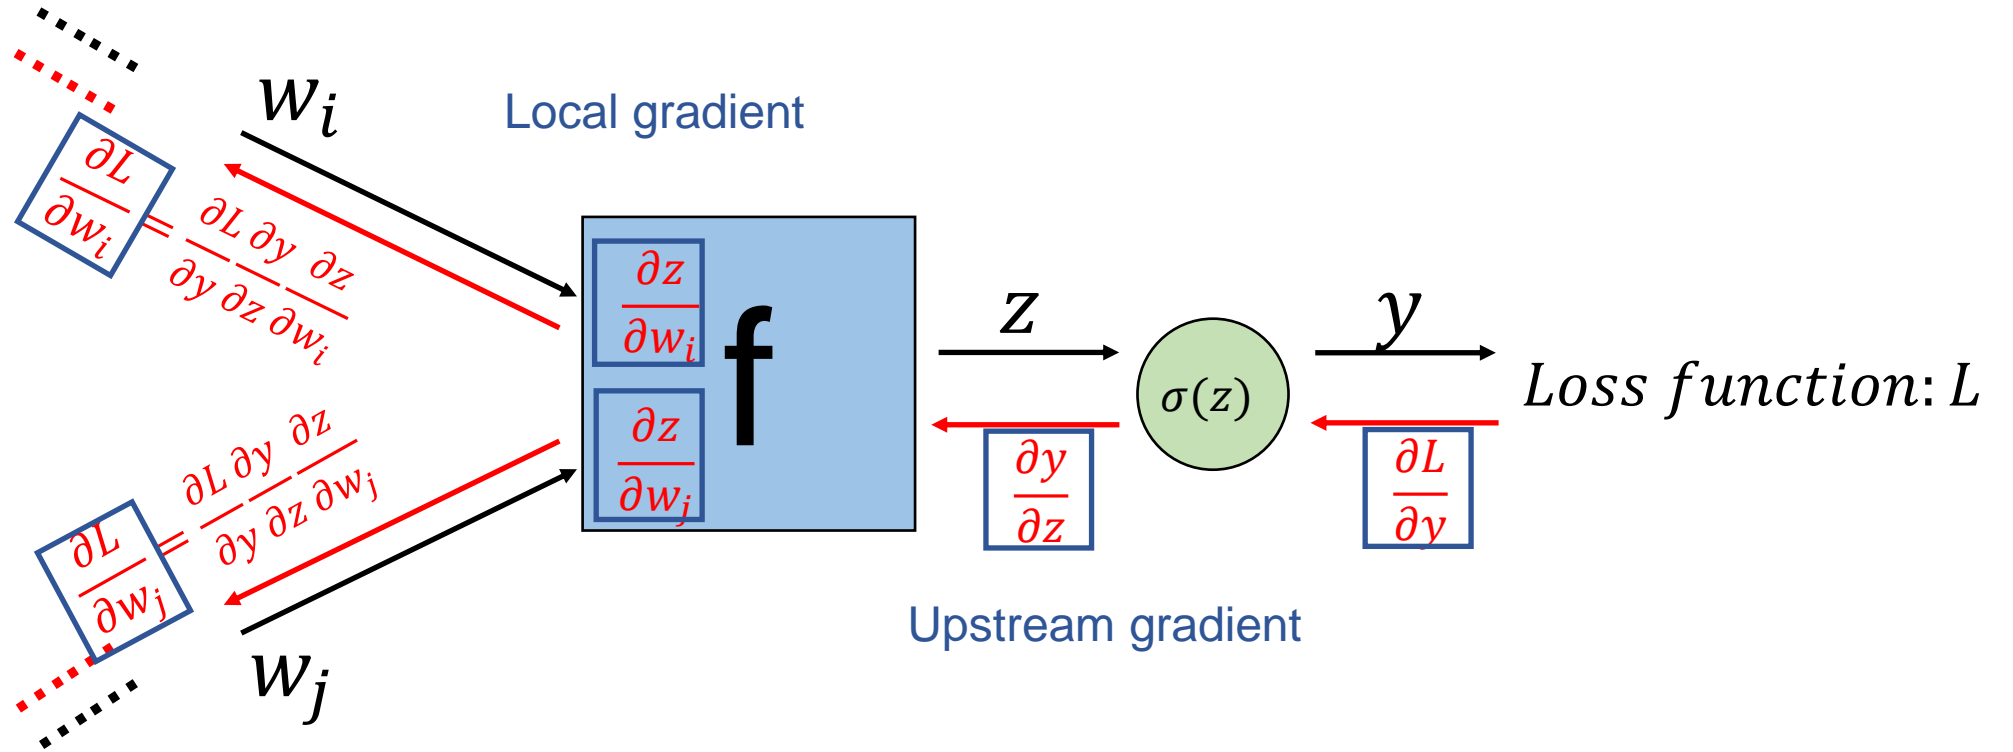 w_i
Local gradient
∂L/∂w_i = ∂L/∂y ∂y/∂z ∂z/∂w_i
∂z/∂w_i
f
∂z/∂w_j
z
σ(z)
y
Loss function: L
∂y/∂z
∂L/∂y
Upstream gradient
∂L/∂w_j = ∂L/∂y ∂y/∂z ∂z/∂w_j
w_j